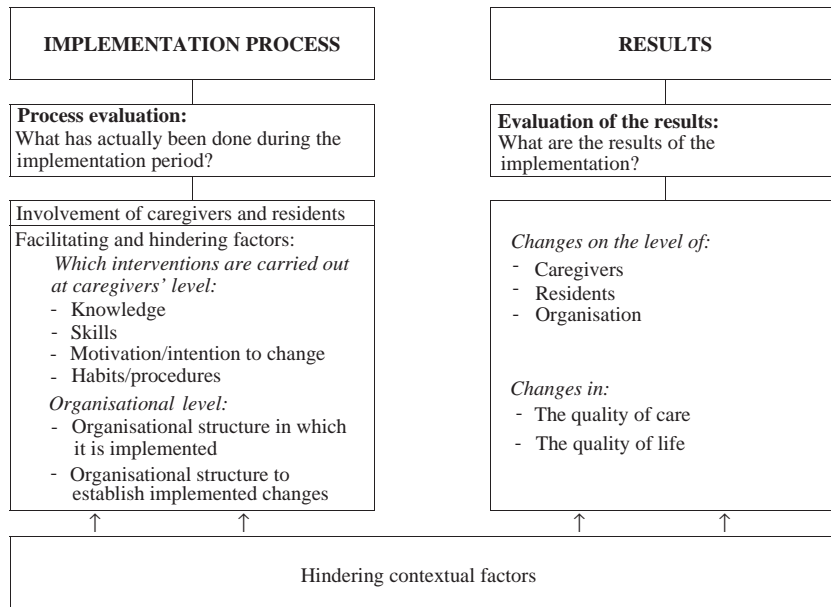 IMPLEMENTATION PROCESS
Process evaluation:
What has actually been done during the
implementation period?
Involvement of caregivers and residents
Facilitating and hindering factors:
Which interventions are carried out
at caregivers’ level:
- Knowledge
- Skills
- Motivation/intention to change
- Habits/procedures
Organisational level:
- Organisational structure in which
it is implemented
- Organisational structure to
establish implemented changes
RESULTS
Evaluation of the results:
What are the results of the
implementation?
Changes on the level of:
- Caregivers
- Residents
- Organisation
Changes in:
- The quality of care
- The quality of life
↑ ↑ ↑ ↑
Hindering contextual factors